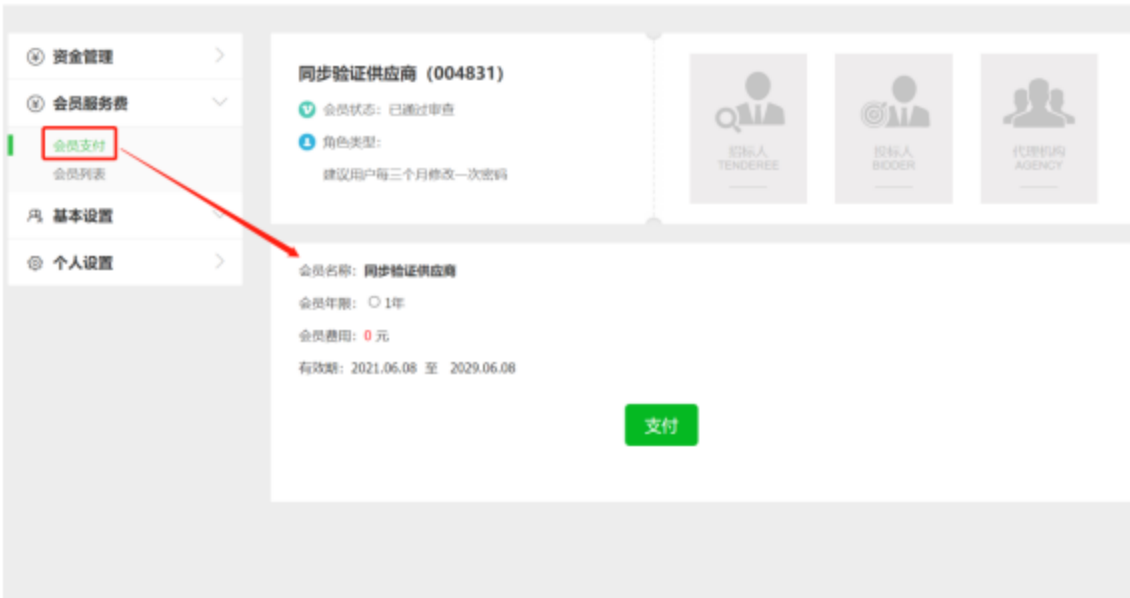 资金管理
会员服务费
会员支付
会员列表
基本设置
个人设置
同步验证供应商（004831）
会员状态：已通过审查
角色类型：
建议用户每三个月修改一次密码
招标人
TENDEREE
投标人
BIDDER
代理机构
AGENCY
会员名称：同步验证供应商
会员年限：1年
会员费用：0 元
有效期：2021.06.08 至 2029.06.08
支付